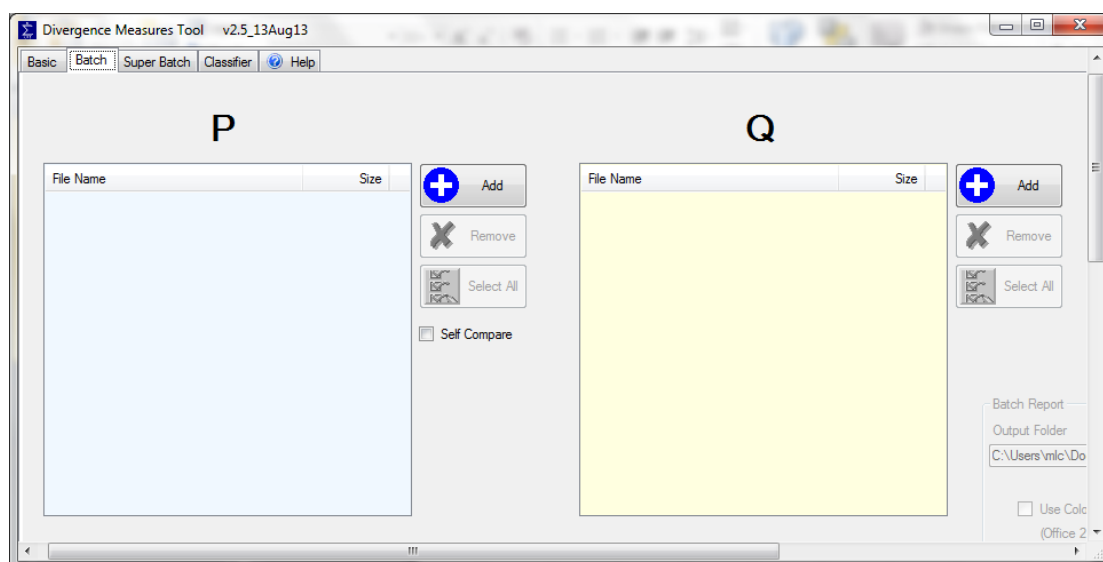 Divergence Measures Tool v2.5_13Aug13
Basic Batch Super Batch Classifier Help
P
Q
File Name Size
Add
Remove
Select All
Self Compare
File Name Size
Add
Remove
Select All
Batch Report
Output Folder
C:\Users\mlc\Do
Use Colo
(Office 2